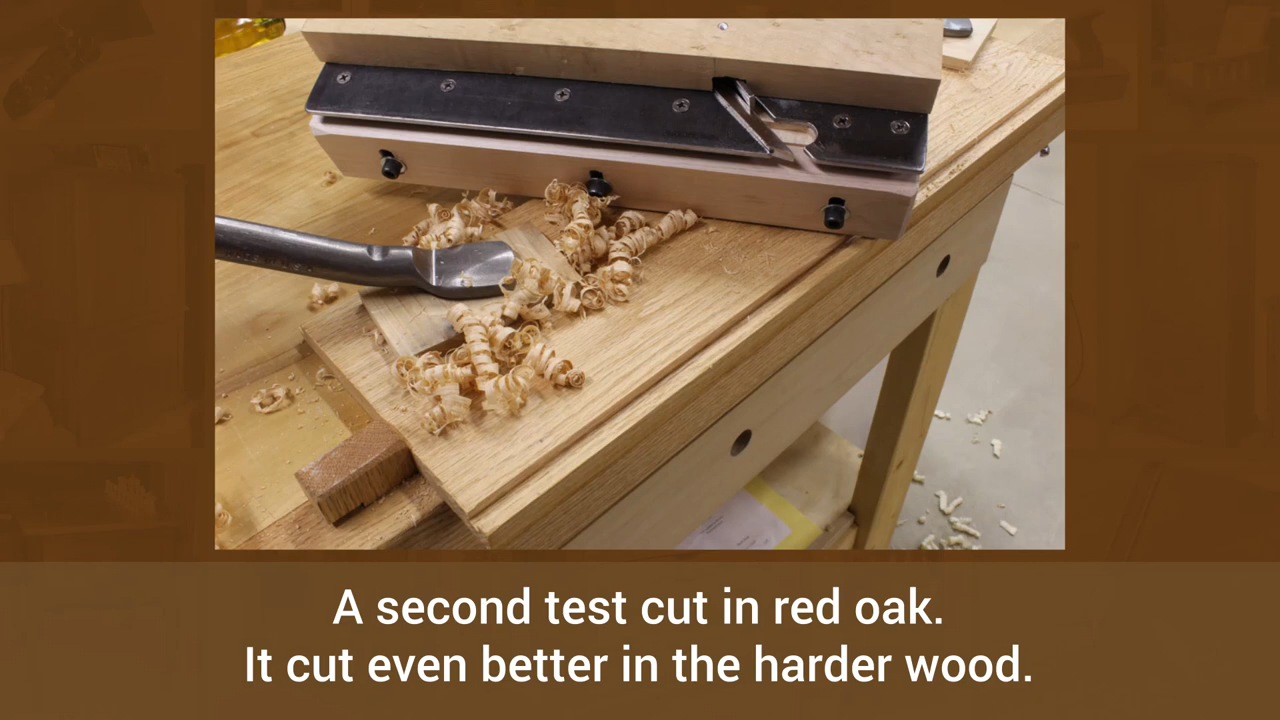 A second test cut in red oak.
It cut even better in the harder wood.